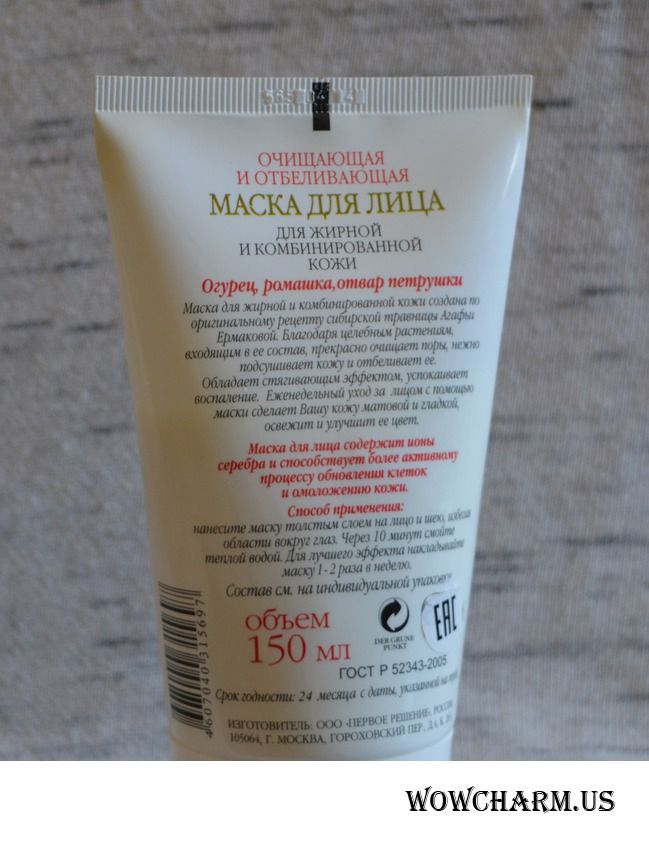 ОЧИЩАЮЩАЯ
И ОТБЕЛИВАЮЩАЯ
МАСКА ДЛЯ ЛИЦА
ДЛЯ ЖИРНОЙ
И КОМБИНИРОВАННОЙ
КОЖИ
Огурец, ромашка,отвар петрушки
Маска для жирной и комбинированной кожи создана по
оригинальному рецепту сибирской травницы Агафьи
Ермаковой. Благодаря целебным растениям,
входящим в ее состав, прекрасно очищает поры, нежно
подсушивает кожу и отбеливает ее.
Обладает стягивающим эффектом, успокаивает
воспаление. Еженедельный уход за лицом с помощью
маски сделает Вашу кожу матовой и гладкой,
освежит и улучшит ее цвет.
Маска для лица содержит ионы
серебра и способствует более активному
процессу обновления клеток
и омоложению кожи.
Способ применения:
нанесите маску толстым слоем на лицо и шею, избегая
области вокруг глаз. Через 10 минут смойте
теплой водой. Для лучшего эффекта накладывайте
маску 1-2 раза в неделю.
Состав см. на индивидуальной упаковке
объем
150 мл
DER GRUNE
PUNKT
EAC
ГОСТ Р 52343-2005
Срок годности: 24 месяца с даты, указанной на
ИЗГОТОВИТЕЛЬ: ООО "ПЕРВОЕ РЕШЕНИЕ", РОССИЯ
105064, Г. МОСКВА, ГОРОХОВСКИЙ ПЕР.,
4607040315697
WOWCHARM.US